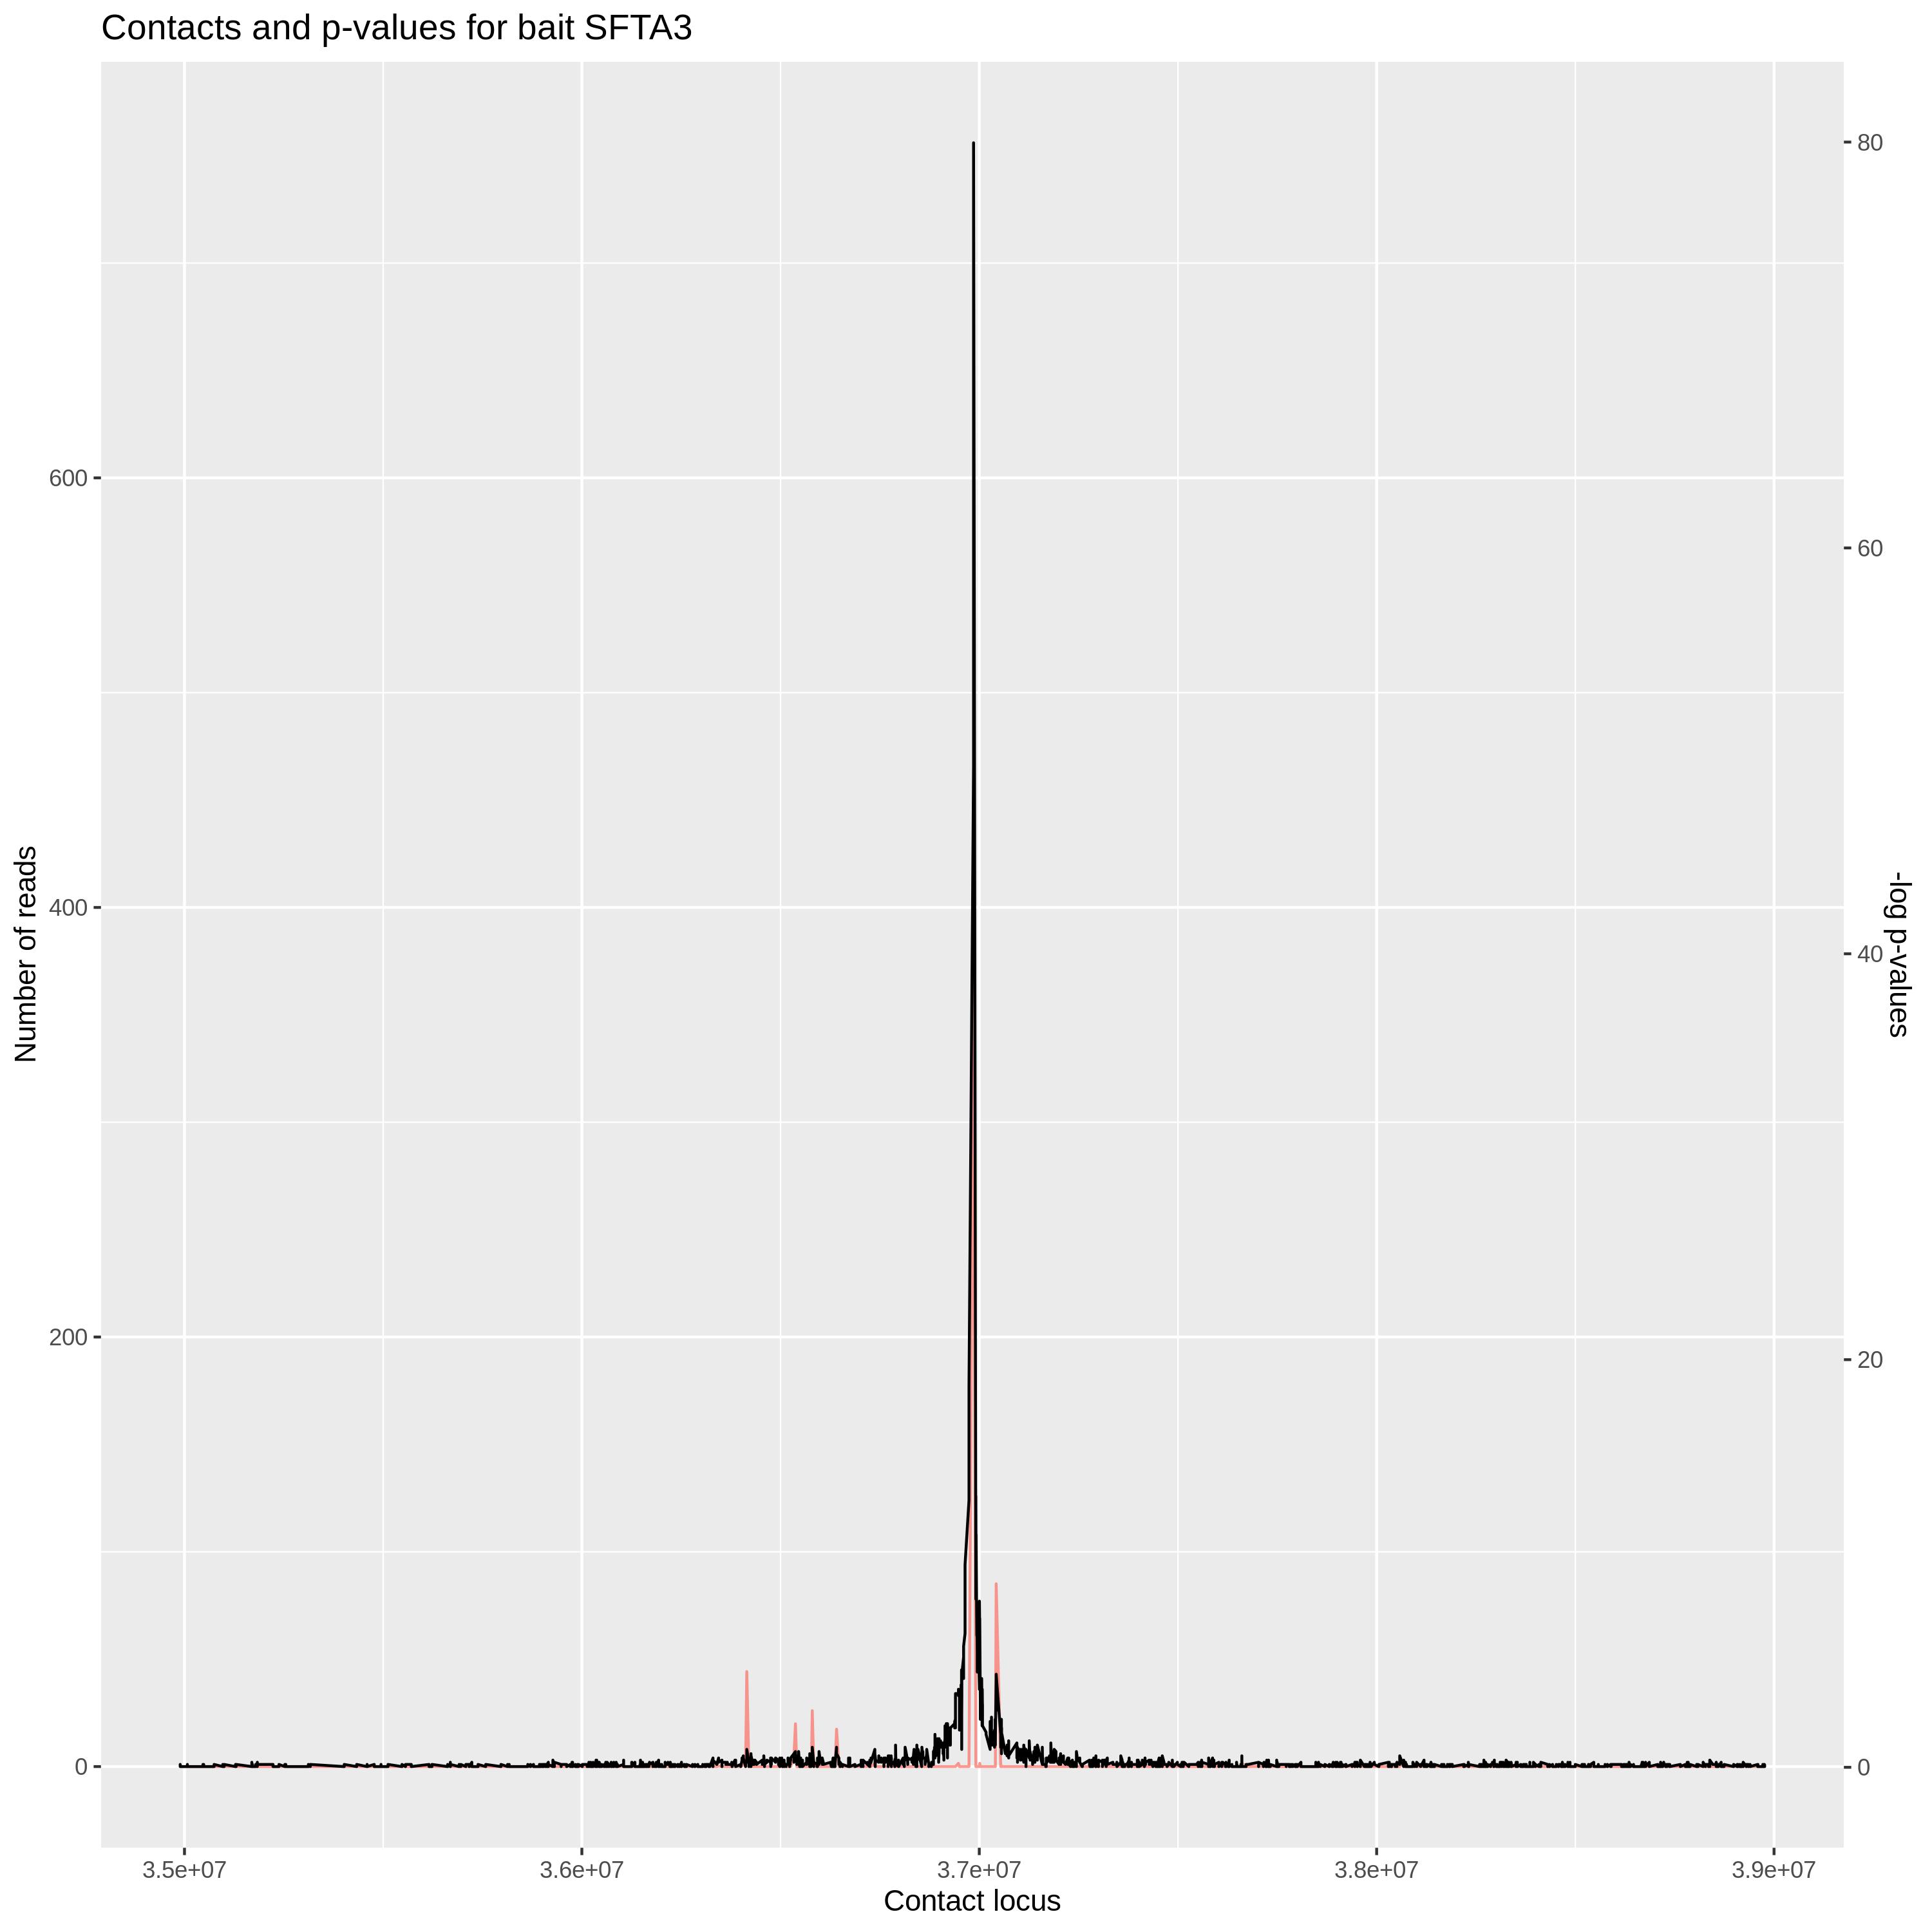 Contacts and p-values for bait SFTA3
Number of reads
600
400
200
0
80
60
40
20
0
-log p-values
3.5e+07
3.6e+07
3.7e+07
3.8e+07
3.9e+07
Contact locus